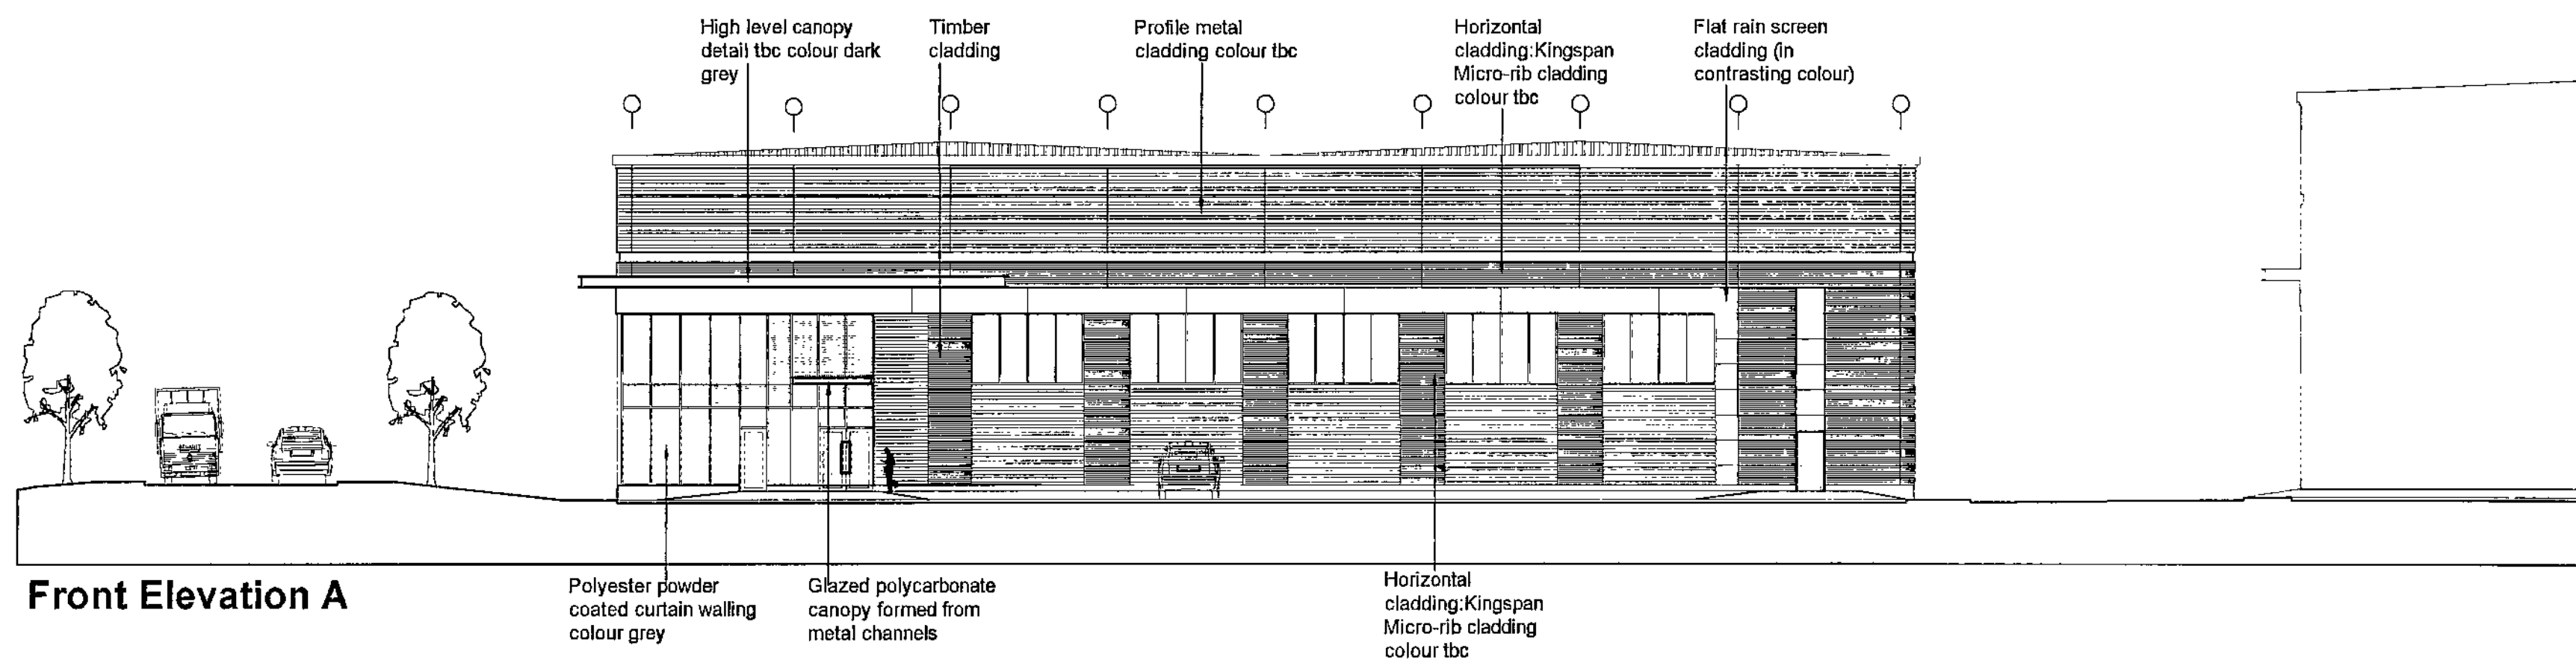 High level canopy
detail tbc colour dark
grey
Timber
cladding
Profile metal
cladding colour tbc
Horizontal
cladding:Kingspan
Micro-rib cladding
colour tbc
Flat rain screen
cladding (in
contrasting colour)
Front Elevation A
Polyester powder
coated curtain walling
colour grey
Glazed polycarbonate
canopy formed from
metal channels
Horizontal
cladding:Kingspan
Micro-rib cladding
colour tbc